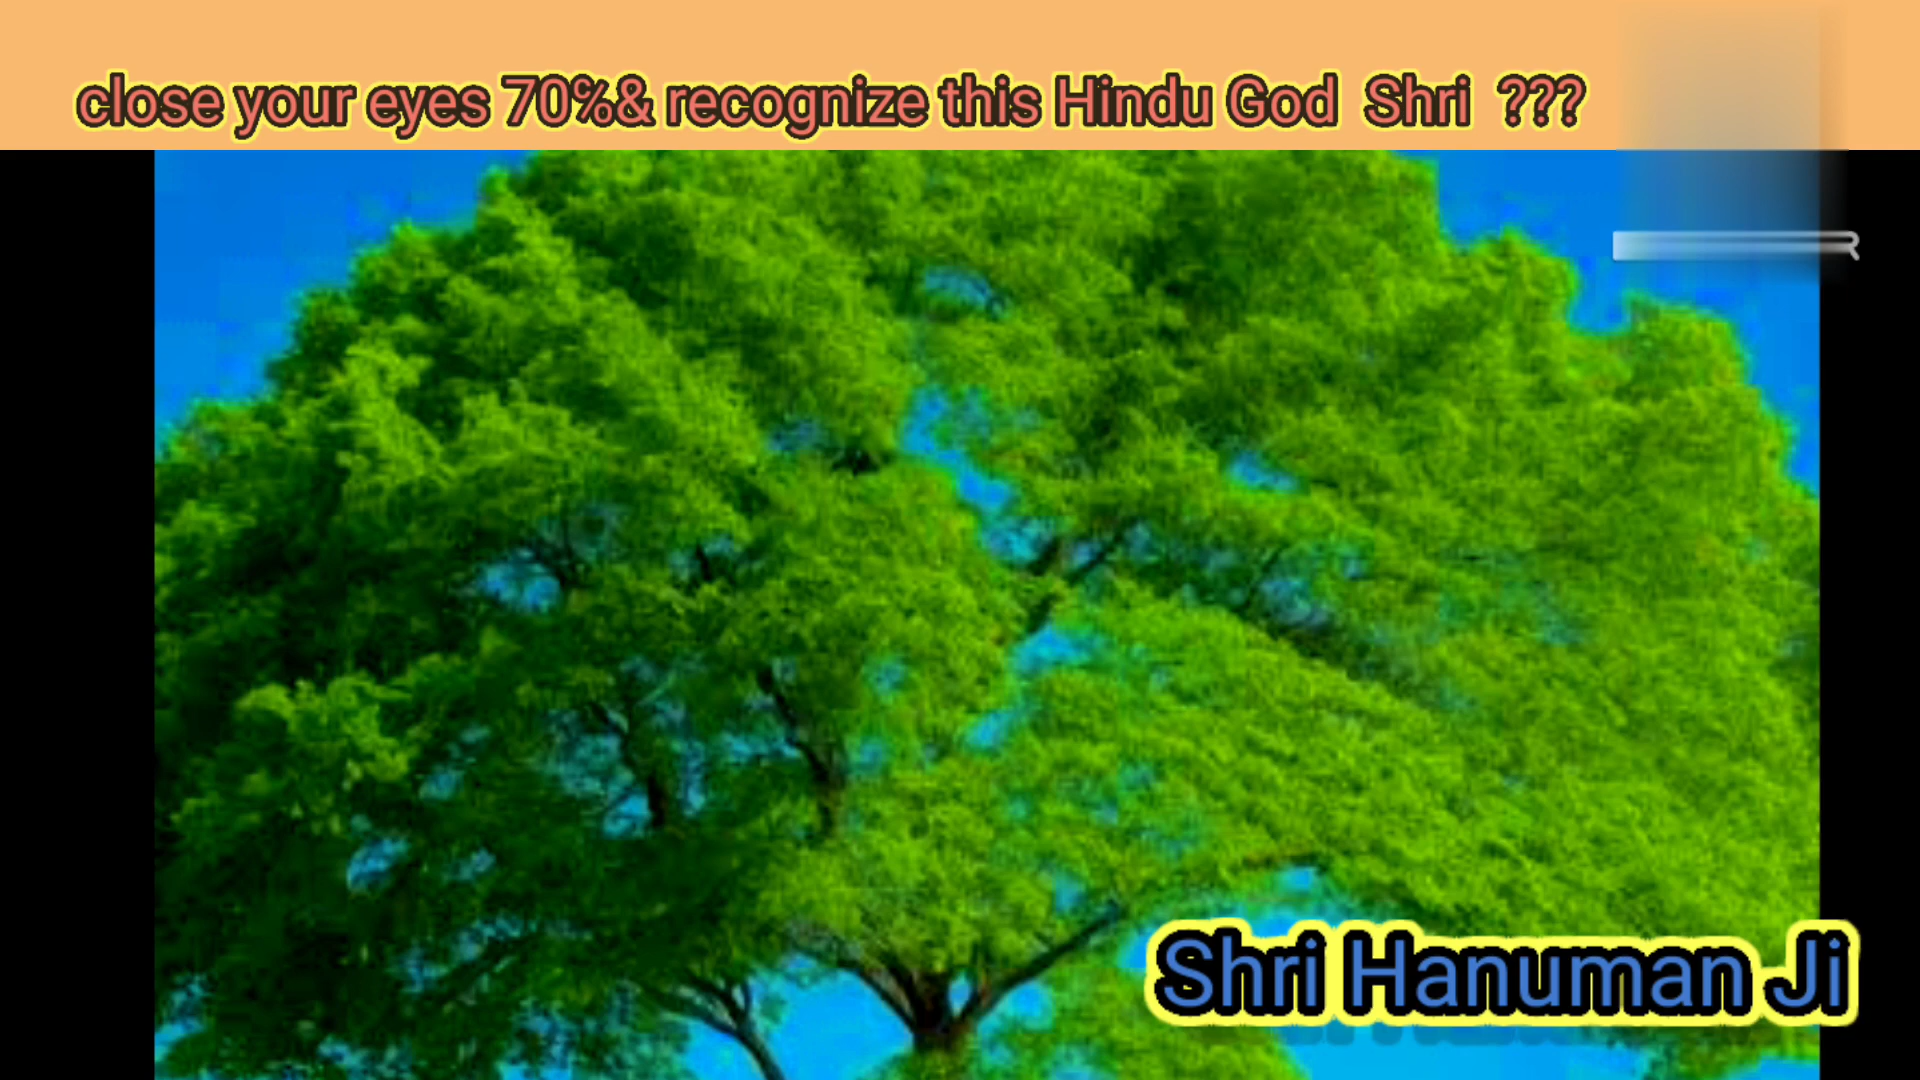 close your eyes 70%& recognize this Hindu God Shri ???
Shri Hanuman Ji